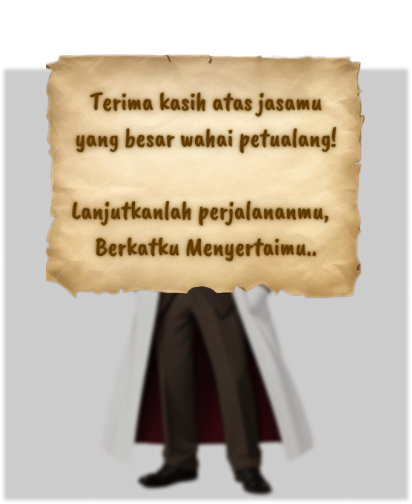 Terima kasih atas jasamu
yang besar wahai petualang!
Lanjutkanlah perjalananmu,
Berkatku Menyertaimu..